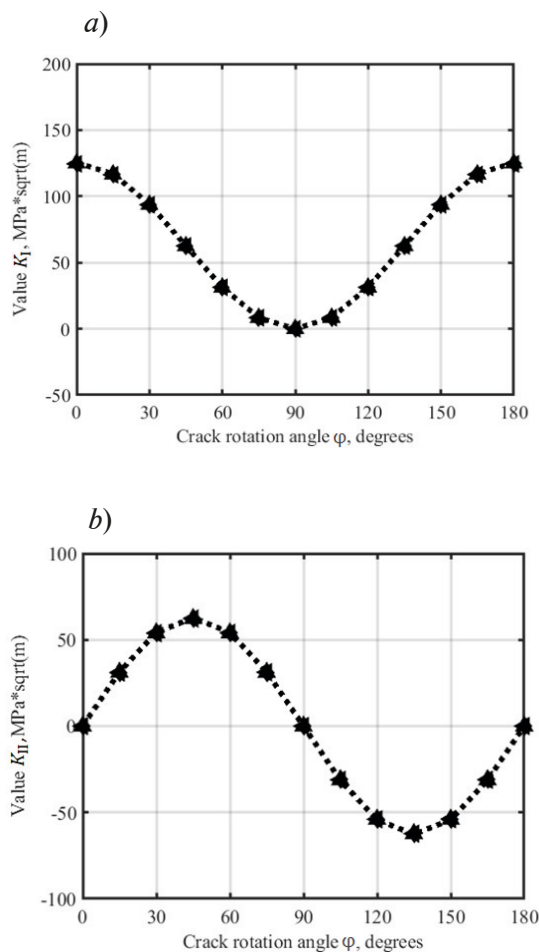 a)
200
150
100
50
0
-50
Value K_I, MPa*sqrt(m)
0 30 60 90 120 150 180
Crack rotation angle φ, degrees
b)
100
50
0
-50
-100
Value K_II,MPa*sqrt(m)
0 30 60 90 120 150 180
Crack rotation angle φ, degrees